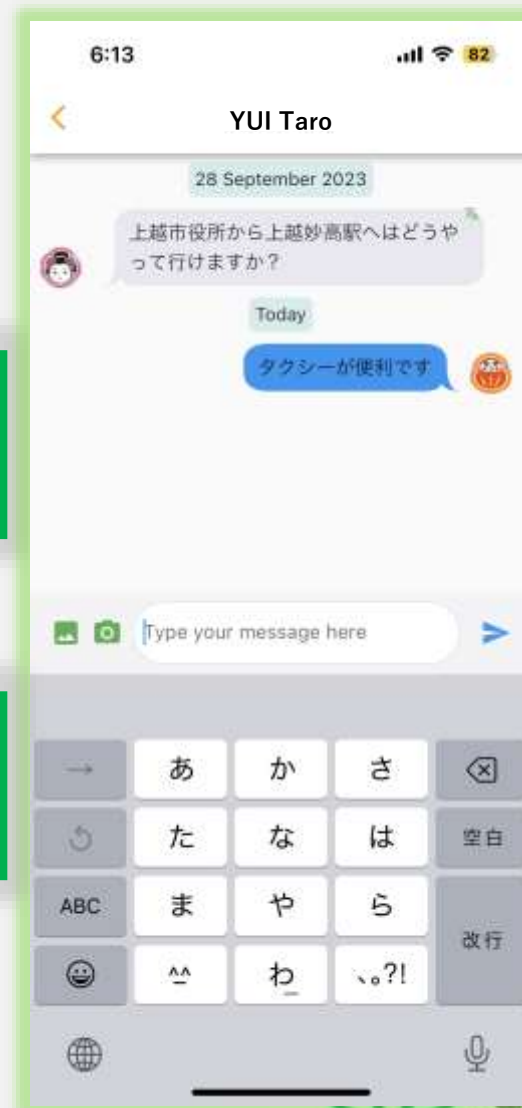 6:13
82
YUI Taro
28 September 2023
上越市役所から上越妙高駅へはどうや
って行けますか？
Today
タクシーが便利です
Type your message here
→ あ か さ
た な は 空白
ABC ま や ら 改行
^^ わ 、。?!